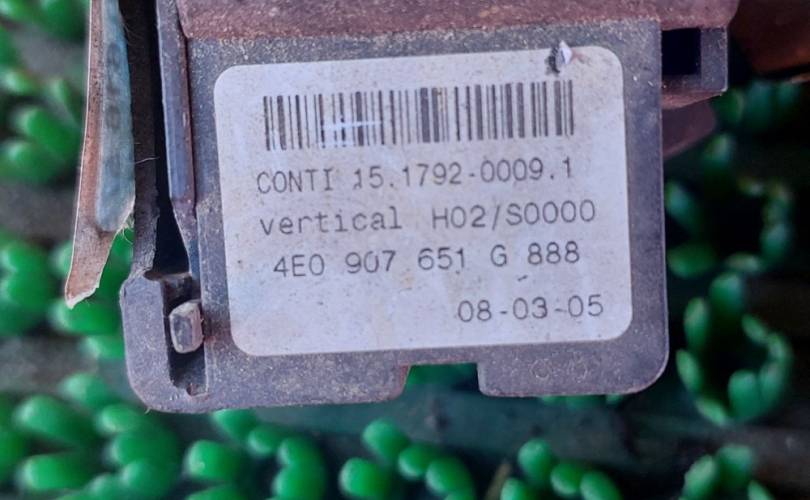 CONTI 15.1792-0009.1
vertical H02/S0000
4E0 907 651 G 888
08-03-05